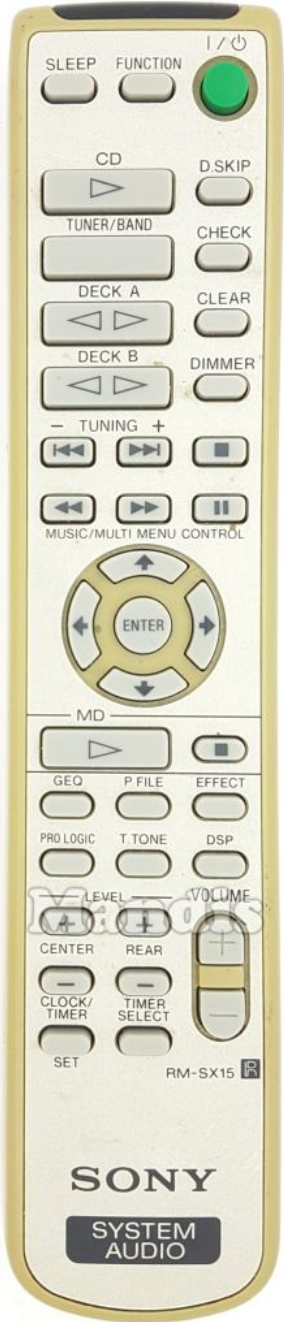 I / ⏻
SLEEP FUNCTION
CD
D.SKIP
TUNER/BAND
CHECK
DECK A
CLEAR
DECK B
DIMMER
– TUNING +
MUSIC/MULTI MENU CONTROL
ENTER
MD
GEQ P FILE EFFECT
PRO LOGIC T.TONE DSP
LEVEL VOLUME
Mandis
+ + +
CENTER REAR
– – –
CLOCK/ TIMER
TIMER SELECT
SET
RM-SX15 R
SONY
SYSTEM
AUDIO